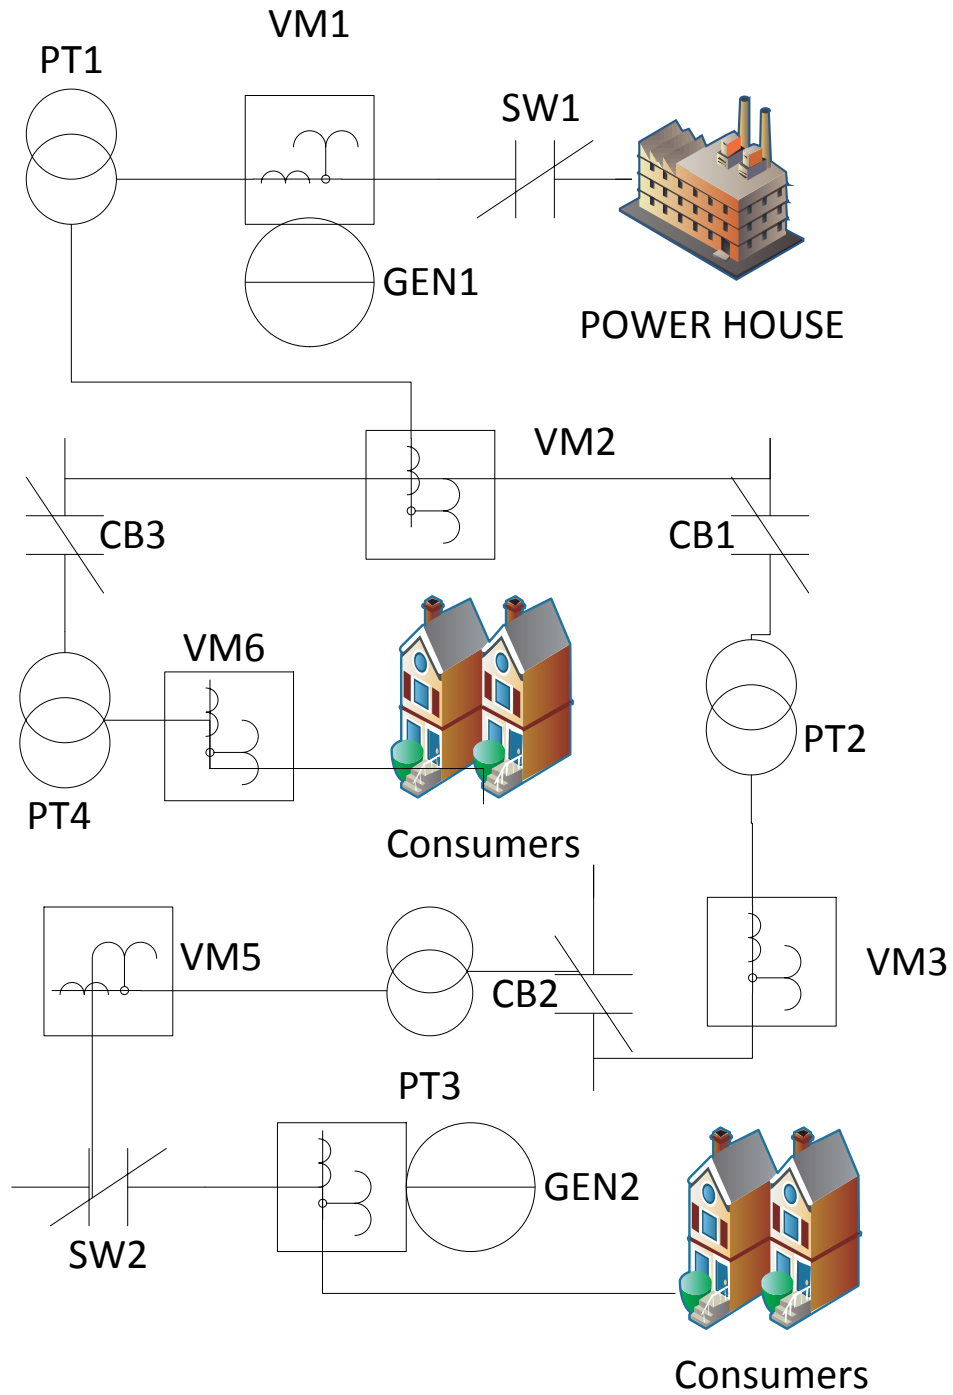 VM1
PT1
SW1
GEN1
POWER HOUSE
VM2
CB3
CB1
VM6
PT2
PT4
Consumers
VM5
CB2
VM3
PT3
GEN2
SW2
Consumers